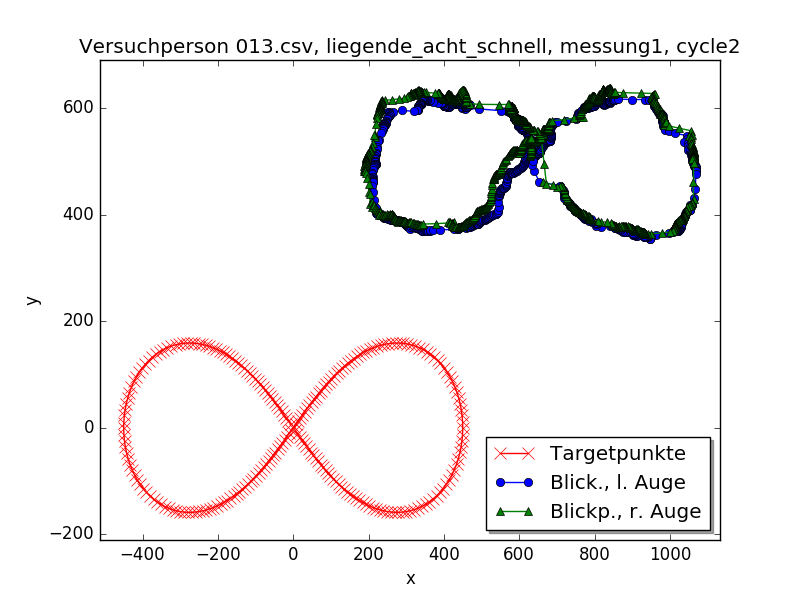 Versuchperson 013.csv, liegende_acht_schnell, messung1, cycle2
600
400
200
0
−200
y
−400
−200
0
200
400
600
800
1000
x
Targetpunkte
Blick., l. Auge
Blickp., r. Auge